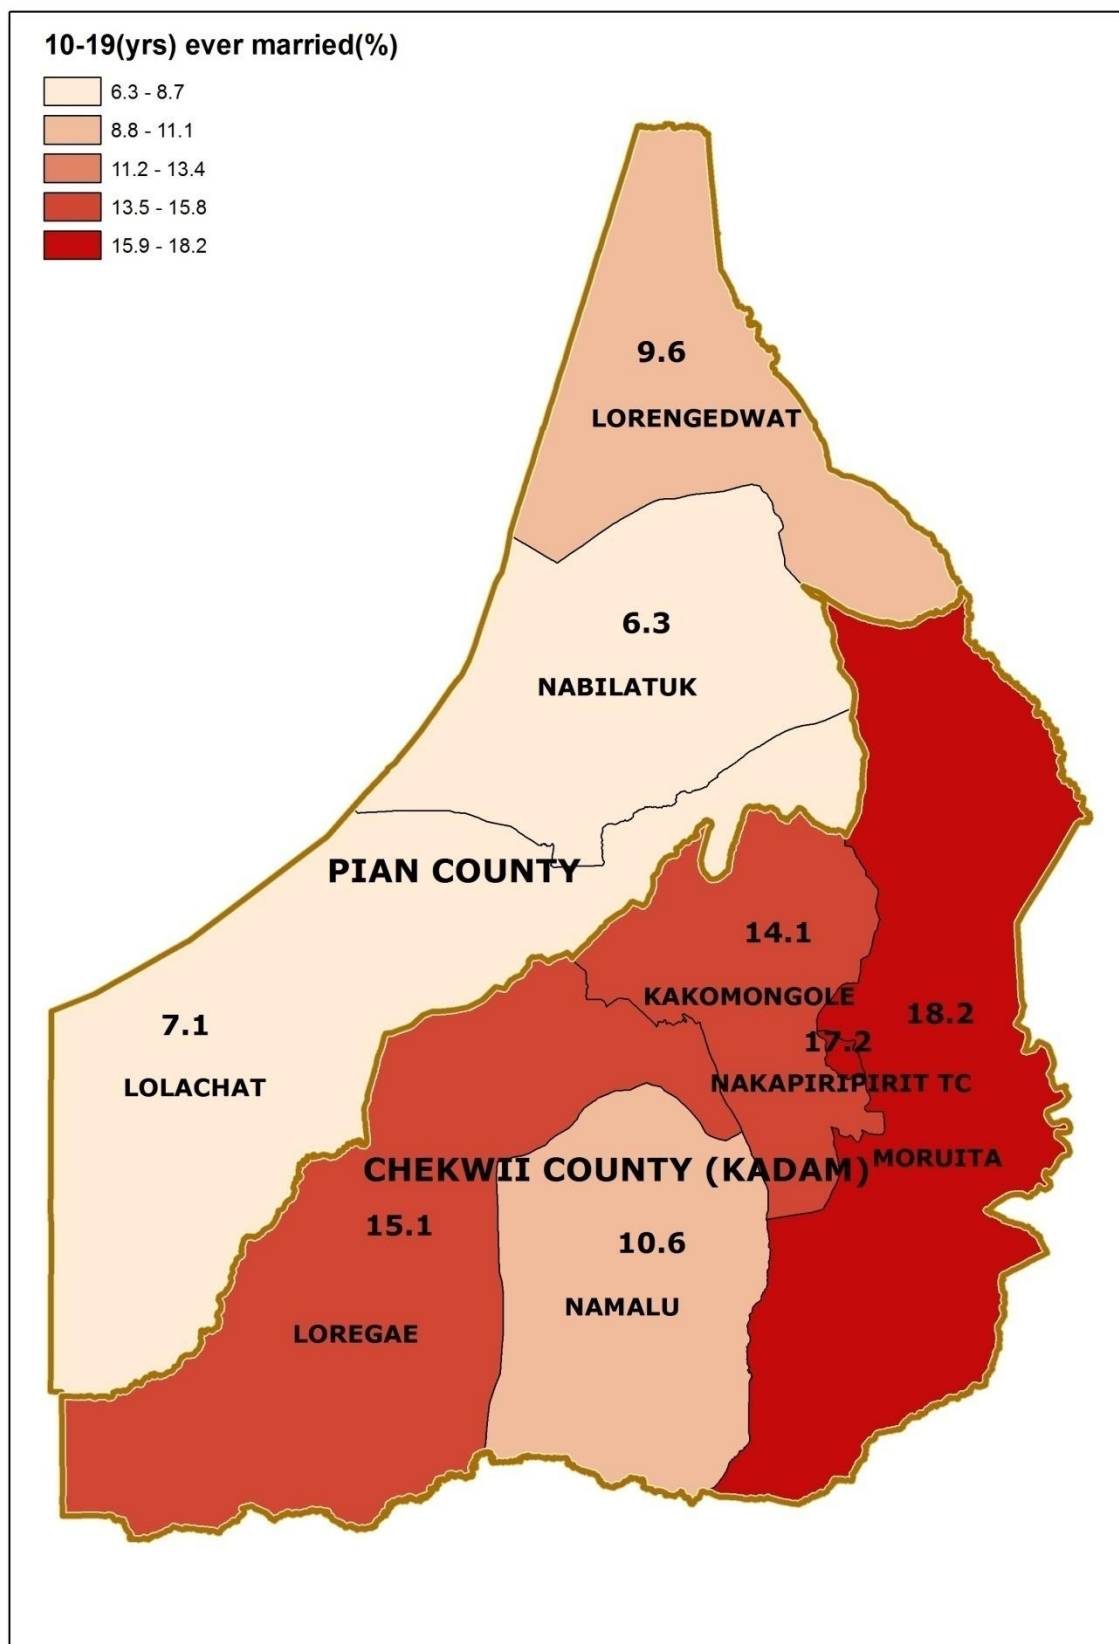 10-19(yrs) ever married(%)
6.3 - 8.7
8.8 - 11.1
11.2 - 13.4
13.5 - 15.8
15.9 - 18.2
9.6
LORENGEDWAT
6.3
NABILATUK
PIAN COUNTY
14.1
KAKOMONGOLE
7.1
LOLACHAT
18.2
17.2
NAKAPIRIPIRIT TC
MORUITA
CHEKWII COUNTY (KADAM)
15.1
LOREGAE
10.6
NAMALU